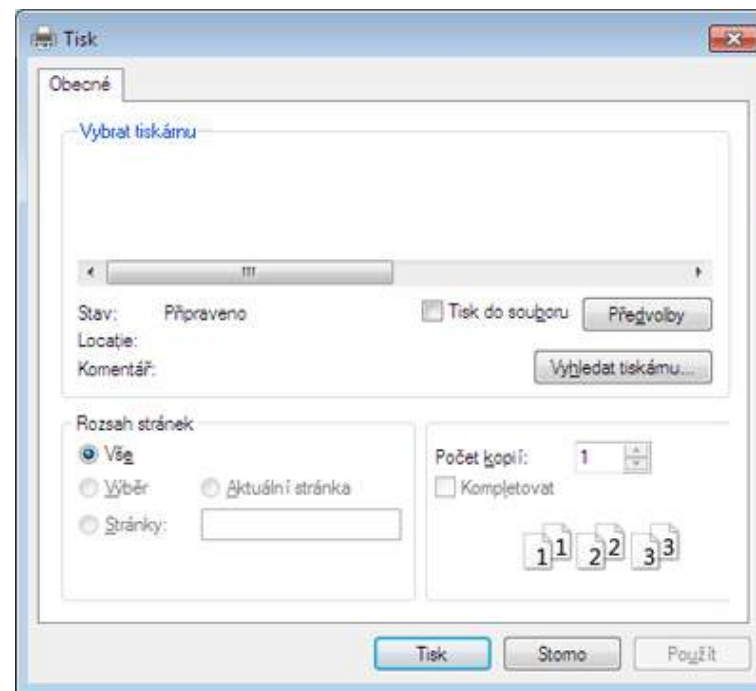 Tisk
Obecné
Vybrat tiskárnu
Stav: Připraveno
Tisk do souboru
Předvolby
Locație:
Komentář:
Vyhledat tiskárnu...
Rozsah stránek
Vše
Výběr
Aktuální stránka
Stránky:
Počet kopií: 1
Kompletovat
1 1 2 2 3 3
Tisk
Storno
Použít